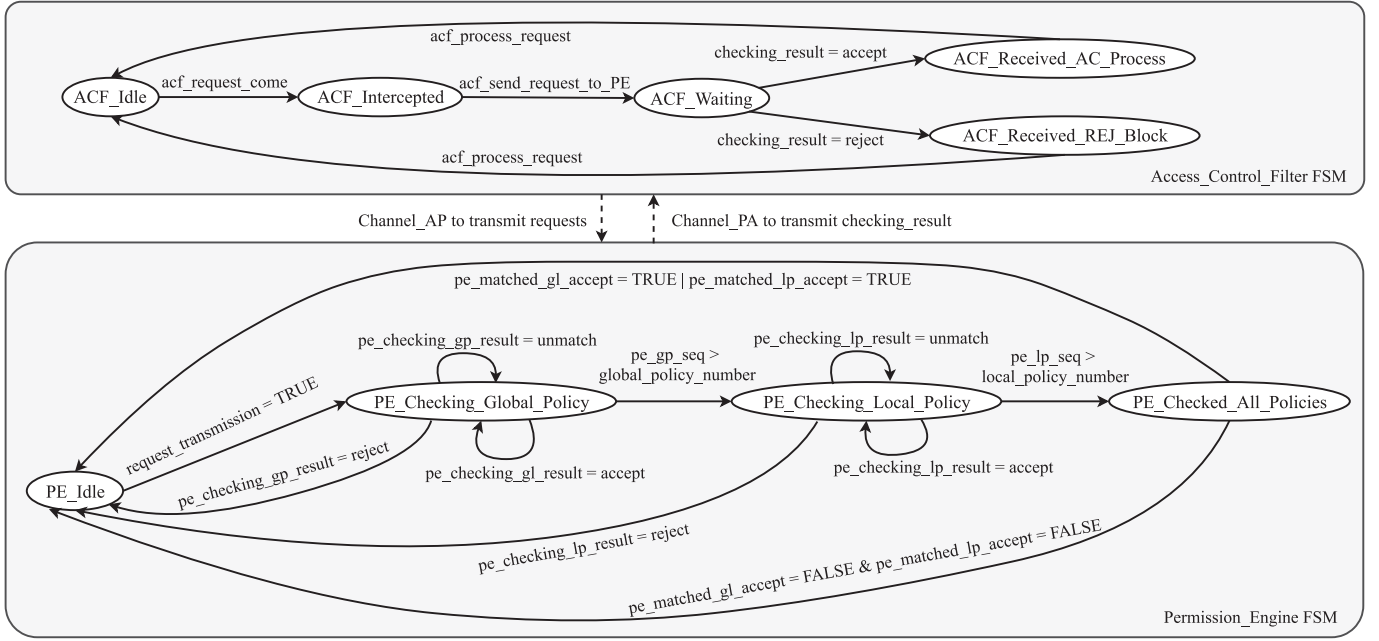 acf_process_request
checking_result = accept
ACF_Received_AC_Process
acf_request_come
acf_send_request_to_PE
ACF_Idle
ACF_Intercepted
ACF_Waiting
ACF_Received_REJ_Block
checking_result = reject
acf_process_request
Access_Control_Filter FSM
Channel_AP to transmit requests
Channel_PA to transmit checking_result
pe_matched_gl_accept = TRUE | pe_matched_lp_accept = TRUE
pe_checking_gp_result = unmatch
pe_checking_lp_result = unmatch
pe_gp_seq >
global_policy_number
pe_lp_seq >
local_policy_number
request_transmission = TRUE
PE_Checking_Global_Policy
PE_Checking_Local_Policy
PE_Checked_All_Policies
pe_checking_gp_result = reject
pe_checking_gl_result = accept
pe_checking_lp_result = accept
PE_Idle
pe_checking_lp_result = reject
pe_matched_gl_accept = FALSE & pe_matched_lp_accept = FALSE
Permission_Engine FSM